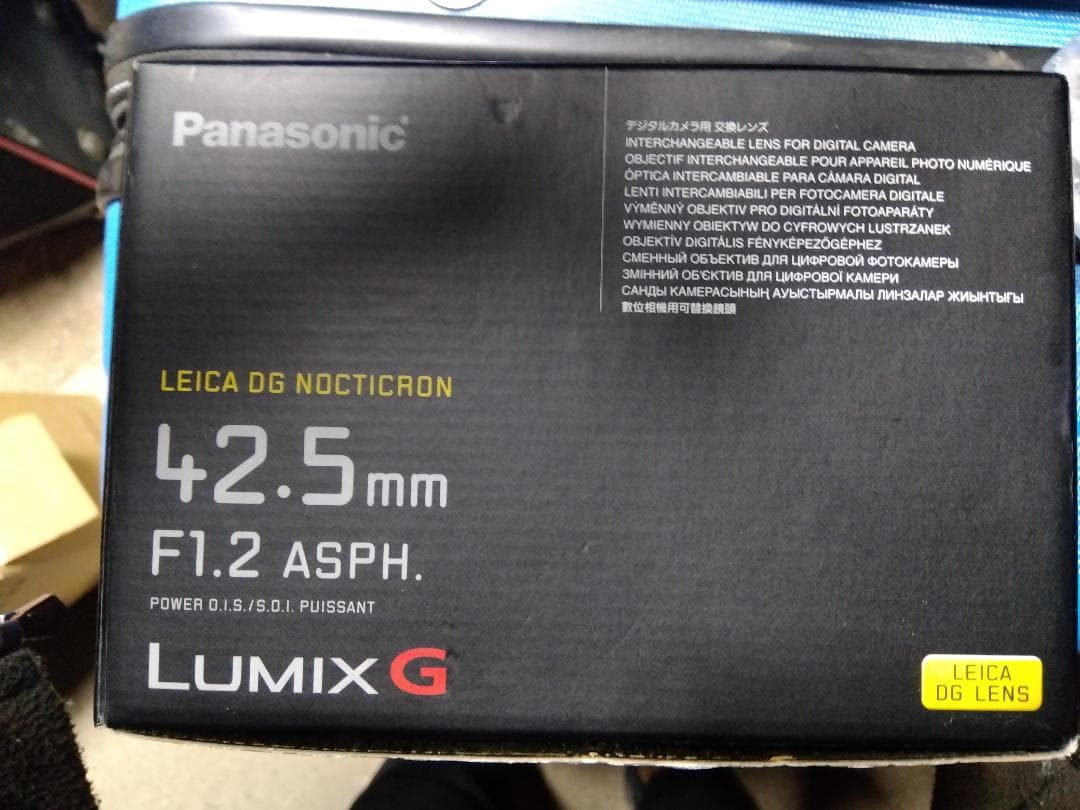 Panasonic
デジタルカメラ用 交換レンズ
INTERCHANGEABLE LENS FOR DIGITAL CAMERA
OBJECTIF INTERCHANGEABLE POUR APPAREIL PHOTO NUMÉRIQUE
ÓPTICA INTERCAMBIABLE PARA CÁMARA DIGITAL
LENTI INTERCAMBIABILI PER FOTOCAMERA DIGITALE
VÝMĚNNÝ OBJEKTIV PRO DIGITÁLNÍ FOTOAPARÁTY
WYMIENNY OBIEKTYW DO CYFROWYCH LUSTRZANEK
OBJEKTÍV DIGITÁLIS FÉNYKÉPEZŐGÉPHEZ
СМЕННЫЙ ОБЪЕКТИВ ДЛЯ ЦИФРОВОЙ ФОТОКАМЕРЫ
ЗМІННИЙ ОБ'ЄКТИВ ДЛЯ ЦИФРОВОЇ КАМЕРИ
САНДЫ КАМЕРАСЫНЫҢ АУЫСТЫРМАЛЫ ЛИНЗАЛАР ЖИЫНТЫҒЫ
數位相機用可替換鏡頭
LEICA DG NOCTICRON
42.5mm
F1.2 ASPH.
POWER O.I.S./S.O.I. PUISSANT
LUMIX G
LEICA
DG LENS